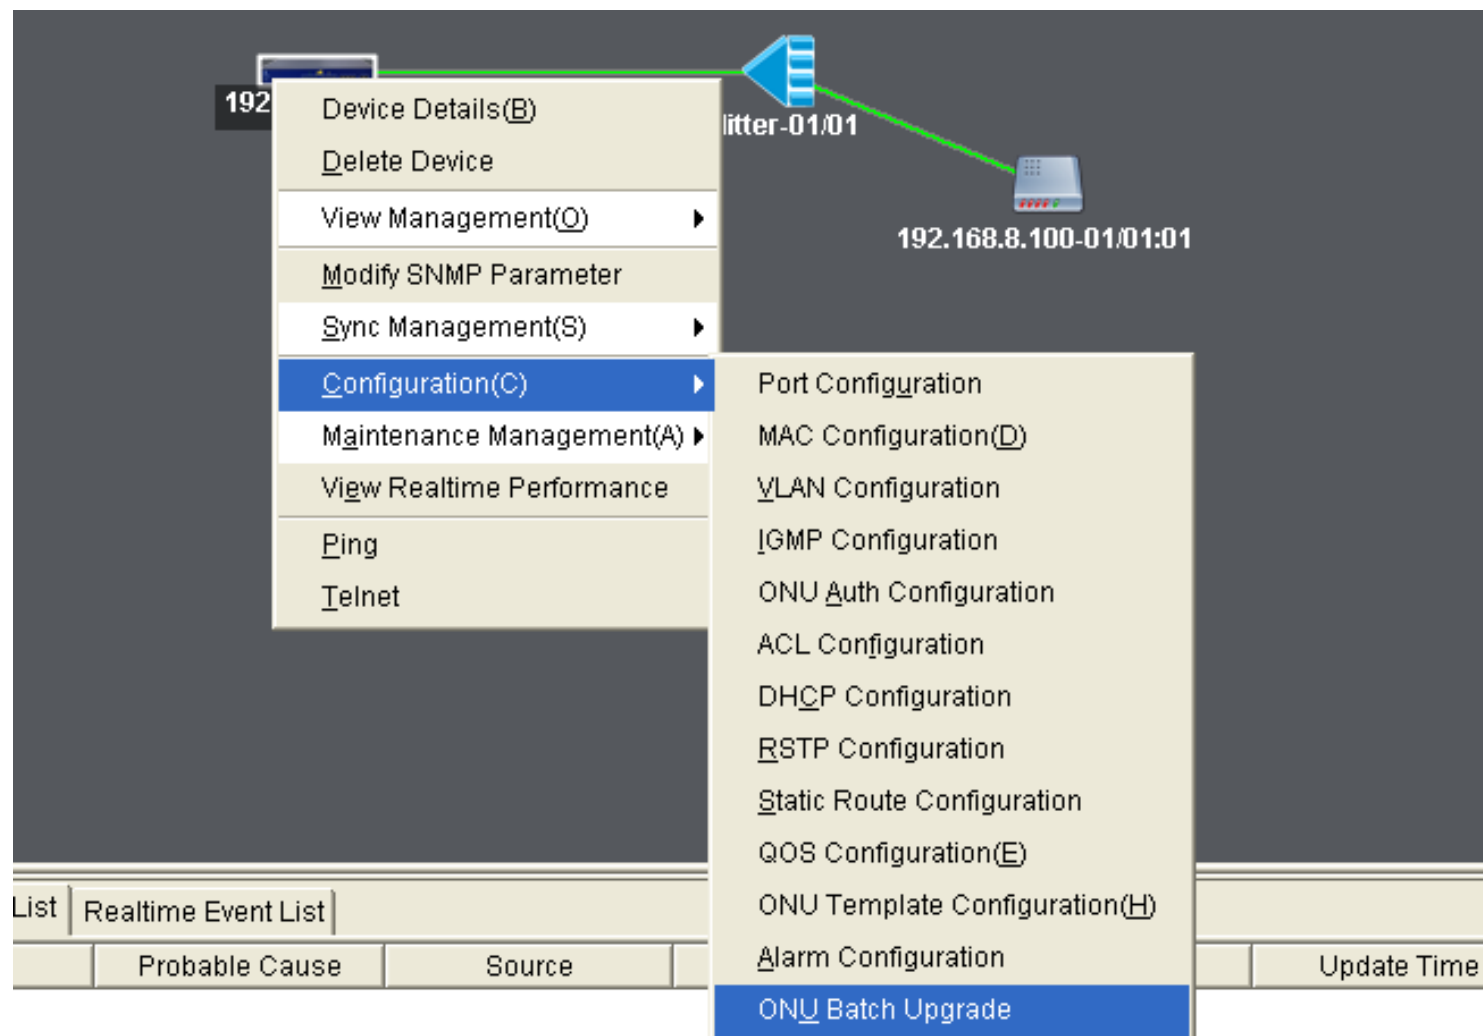 192
litter-01/01
192.168.8.100-01/01:01
Device Details(B)
Delete Device
View Management(O)
Modify SNMP Parameter
Sync Management(S)
Configuration(C)
Maintenance Management(A)
View Realtime Performance
Ping
Telnet
Port Configuration
MAC Configuration(D)
VLAN Configuration
IGMP Configuration
ONU Auth Configuration
ACL Configuration
DHCP Configuration
RSTP Configuration
Static Route Configuration
QOS Configuration(E)
ONU Template Configuration(H)
Alarm Configuration
ONU Batch Upgrade
List Realtime Event List
Probable Cause Source Update Time